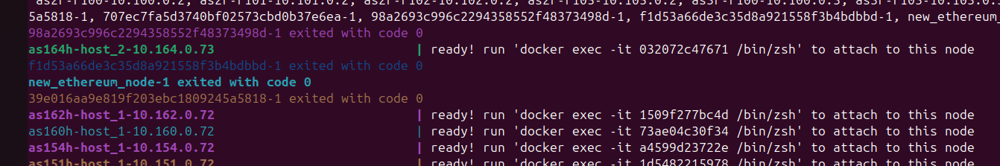 5a5818-1, 707ec7fa5d3740bf02573cbd0b37e6ea-1, 98a2693c996c2294358552f48373498d-1, f1d53a66de3c35d8a921558f3b4bdbbd-1, new_ethereum_
98a2693c996c2294358552f48373498d-1 exited with code 0
as164h-host_2-10.164.0.73 | ready! run 'docker exec -it 032072c47671 /bin/zsh' to attach to this node
f1d53a66de3c35d8a921558f3b4bdbbd-1 exited with code 0
new_ethereum_node-1 exited with code 0
39e016aa9e819f203ebc1809245a5818-1 exited with code 0
as162h-host_1-10.162.0.72 | ready! run 'docker exec -it 1509f277bc4d /bin/zsh' to attach to this node
as160h-host_1-10.160.0.72 | ready! run 'docker exec -it 73ae04c30f34 /bin/zsh' to attach to this node
as154h-host_1-10.154.0.72 | ready! run 'docker exec -it a4599d23722e /bin/zsh' to attach to this node
as151h-host_1-10.151.0.72 | ready! run 'docker exec -it 1d5482215978 /bin/zsh' to attach to this node